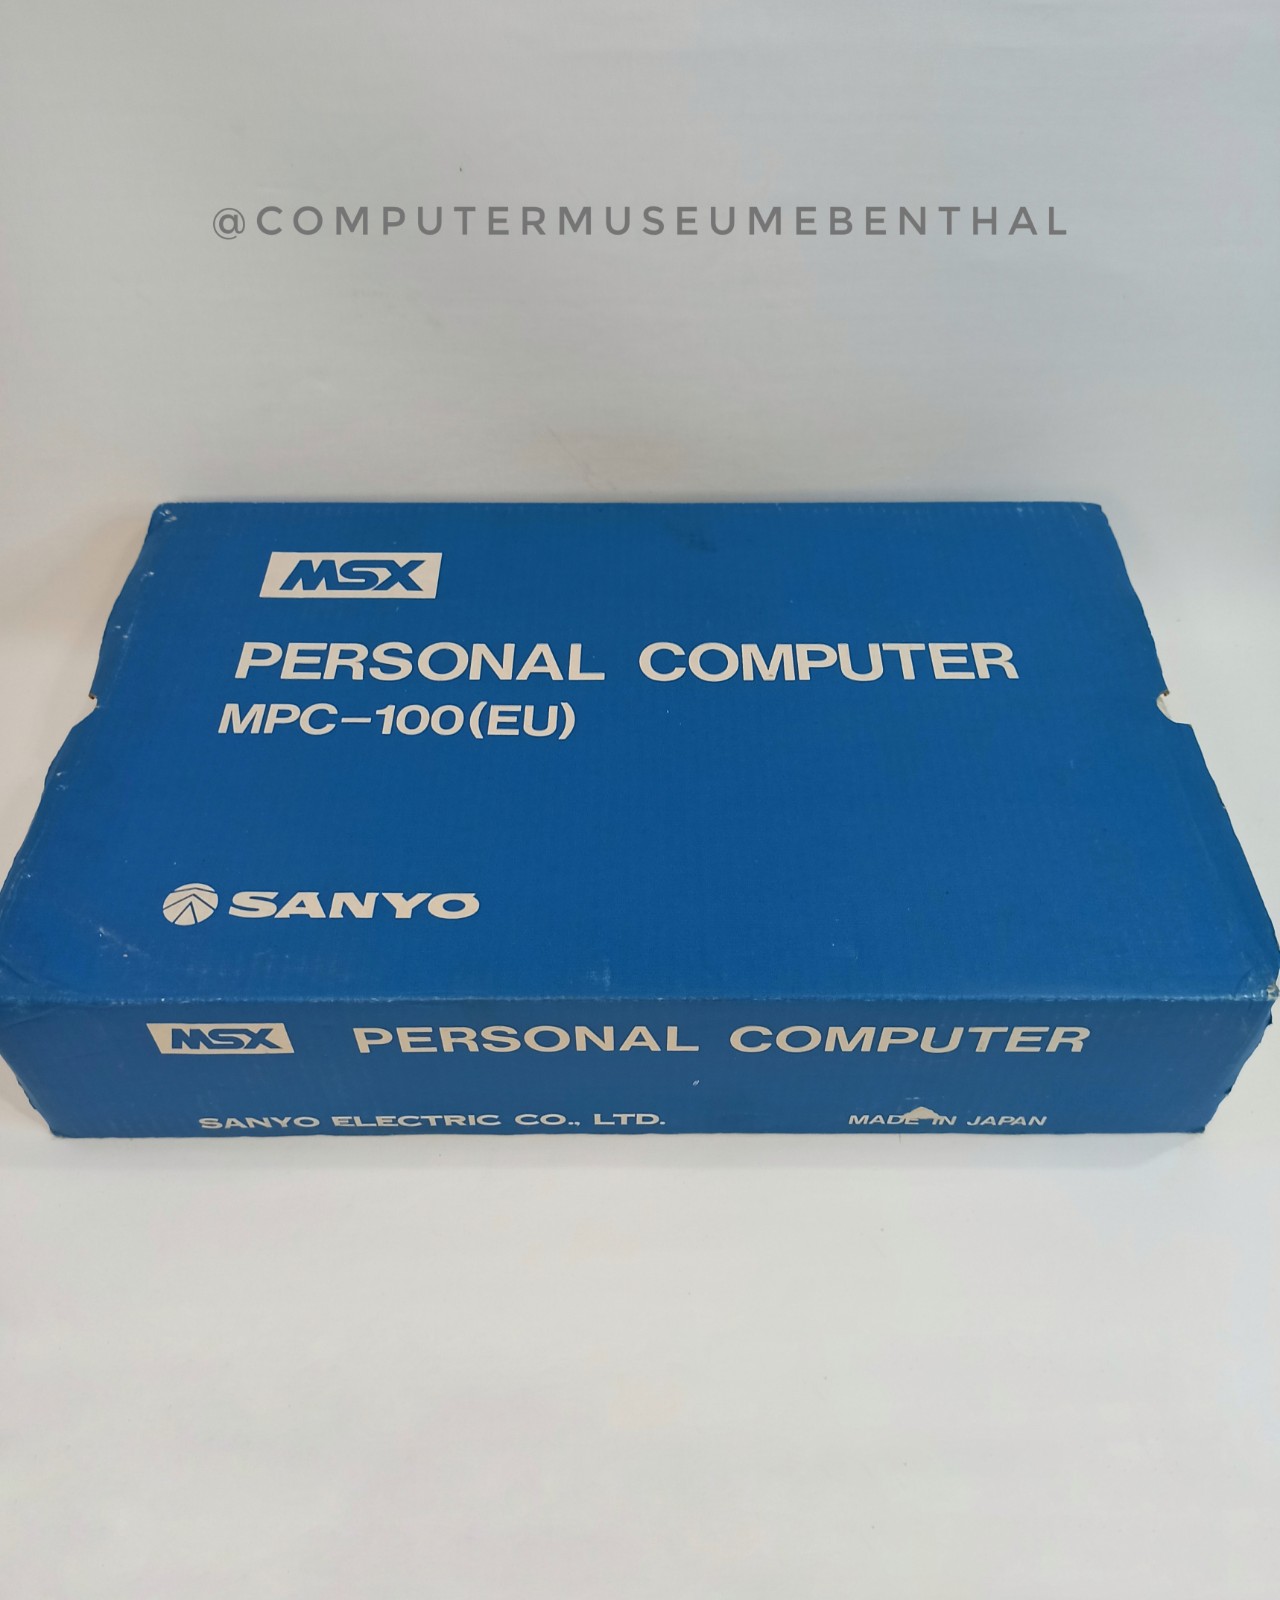 @COMPUTERMUSEUMEBENTHAL
MSX
PERSONAL COMPUTER
MPC-100(EU)
SANYO
MSX PERSONAL COMPUTER
SANYO ELECTRIC CO., LTD. MADE IN JAPAN